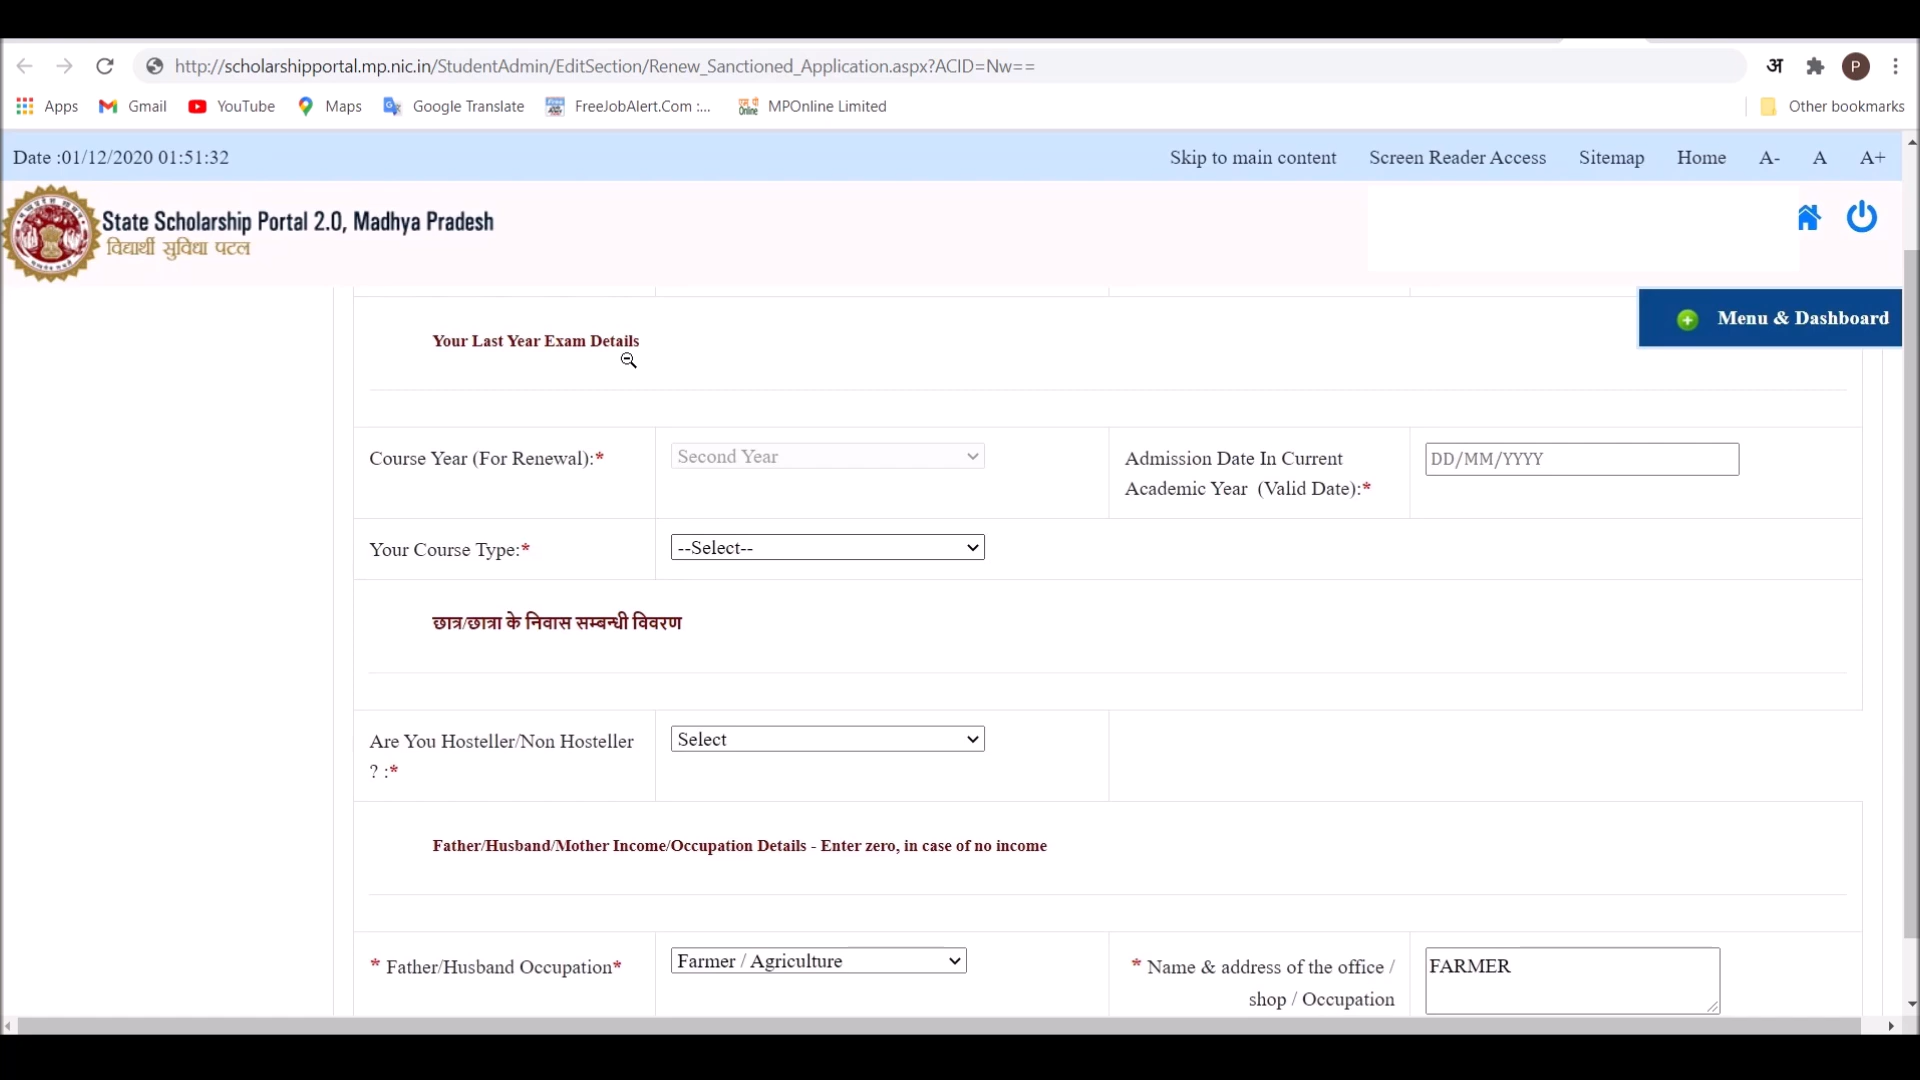 http://scholarshipportal.mp.nic.in/StudentAdmin/EditSection/Renew_Sanctioned_Application.aspx?ACID=Nw==
अ
P
Apps
Gmail
YouTube
Maps
Google Translate
FreeJobAlert.Com :...
MPOnline Limited
Other bookmarks
Date :01/12/2020 01:51:32
Skip to main content
Screen Reader Access
Sitemap
Home
A-
A
A+
State Scholarship Portal 2.0, Madhya Pradesh
विद्यार्थी सुविधा पटल
Menu & Dashboard
Your Last Year Exam Details
Course Year (For Renewal):*
Second Year
Admission Date In Current
Academic Year (Valid Date):*
DD/MM/YYYY
Your Course Type:*
--Select--
छात्र/छात्रा के निवास सम्बन्धी विवरण
Are You Hosteller/Non Hosteller
? :*
Select
Father/Husband/Mother Income/Occupation Details - Enter zero, in case of no income
* Father/Husband Occupation*
Farmer / Agriculture
* Name & address of the office /
shop / Occupation
FARMER